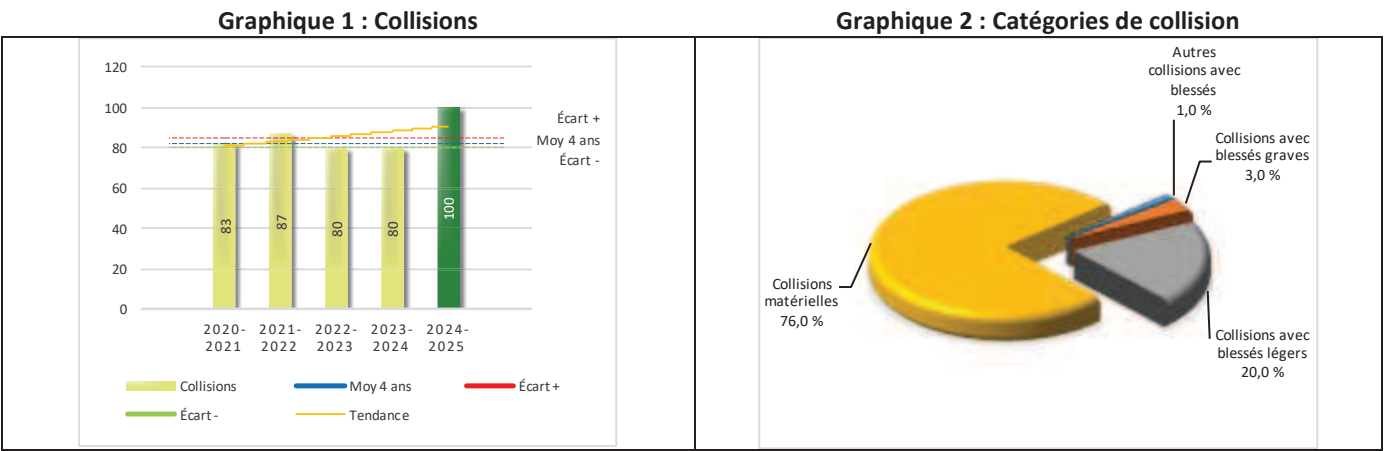 Graphique 1 : Collisions
120
100
80
60
40
20
0
83
87
80
80
100
Écart +
Moy 4 ans
Écart -
2020-
2021
2021-
2022
2022-
2023
2023-
2024
2024-
2025
Collisions
Moy 4 ans
Écart +
Écart -
Tendance
Graphique 2 : Catégories de collision
Autres
collisions avec
blessés
1,0 %
Collisions avec
blessés graves
3,0 %
Collisions
matérielles
76,0 %
Collisions avec
blessés légers
20,0 %